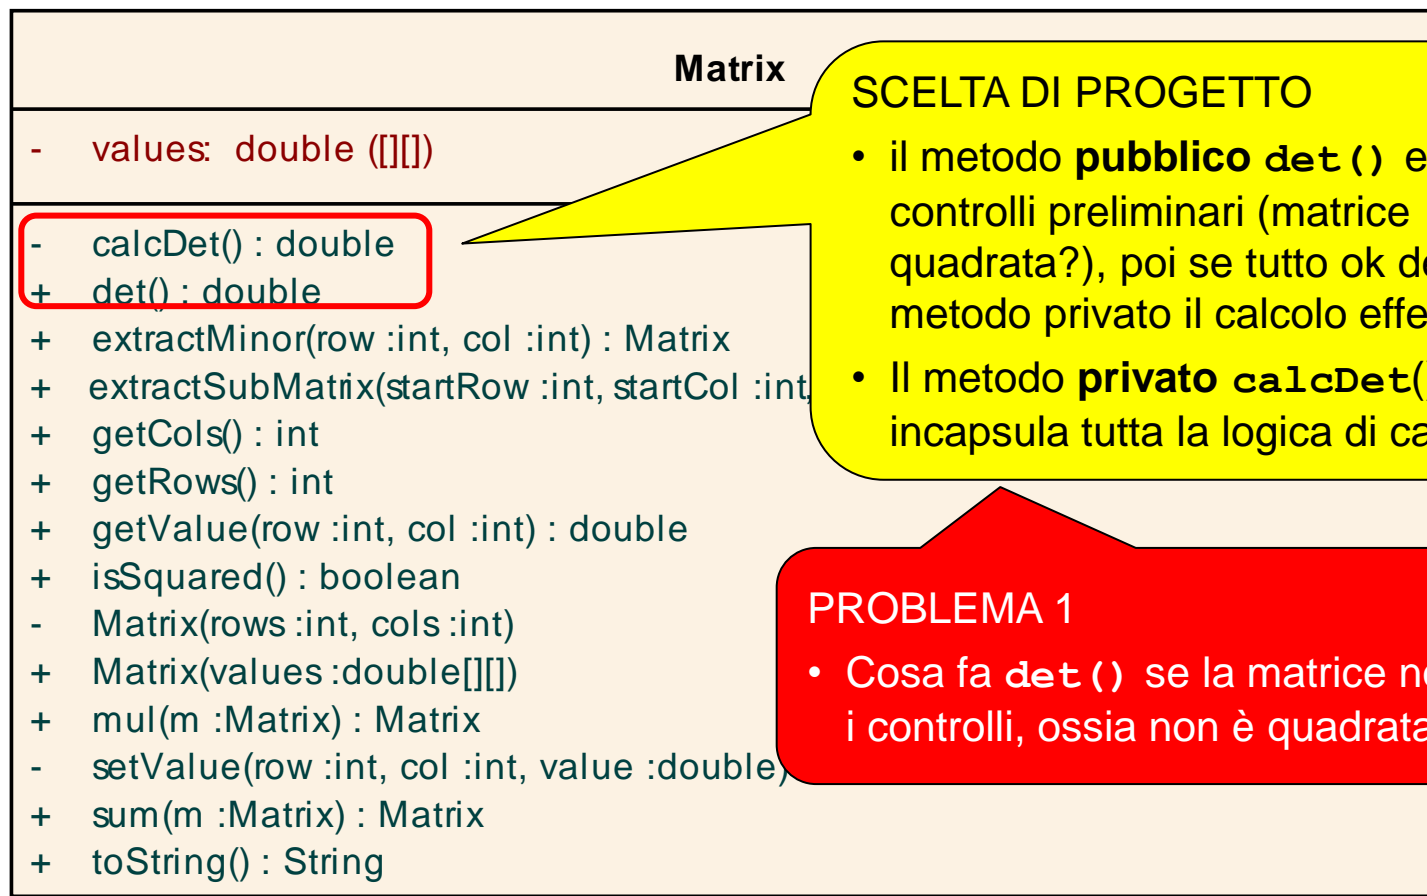 Matrix
- values: double ([][])
- calcDet() : double
+ det() : double
+ extractMinor(row :int, col :int) : Matrix
+ extractSubMatrix(startRow :int, startCol :int,
+ getCols() : int
+ getRows() : int
+ getValue(row :int, col :int) : double
+ isSquared() : boolean
- Matrix(rows :int, cols :int)
+ Matrix(values :double[][])
+ mul(m :Matrix) : Matrix
- setValue(row :int, col :int, value :double)
+ sum(m :Matrix) : Matrix
+ toString() : String
SCELTA DI PROGETTO
• il metodo pubblico det()
controlli preliminari (matrice
quadrata?), poi se tutto ok
metodo privato il calcolo
• Il metodo privato calcDet(
incapsula tutta la logica di
PROBLEMA 1
• Cosa fa det() se la matrice
i controlli, ossia non è quadrata